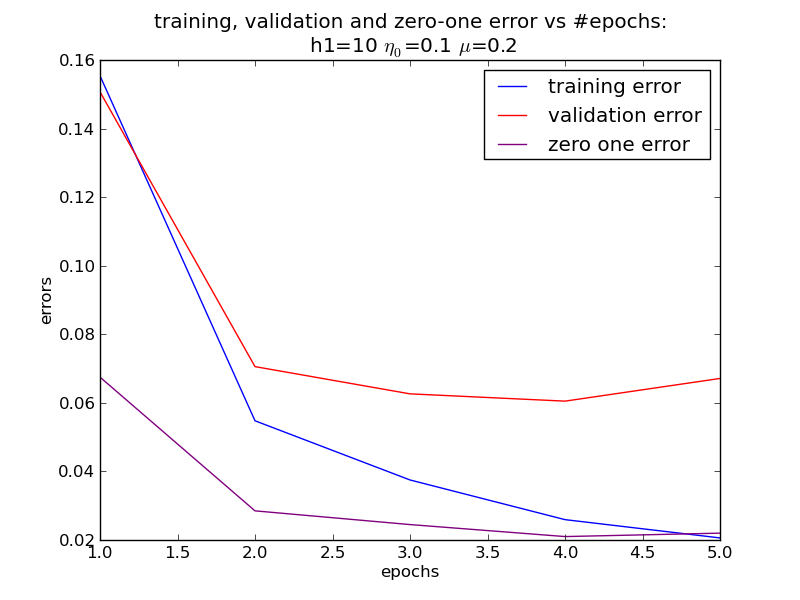 training, validation and zero-one error vs #epochs:
h1=10 η₀=0.1 μ=0.2
training error
validation error
zero one error
0.16
0.14
0.12
0.10
0.08
0.06
0.04
0.02
errors
1.0 1.5 2.0 2.5 3.0 3.5 4.0 4.5 5.0
epochs